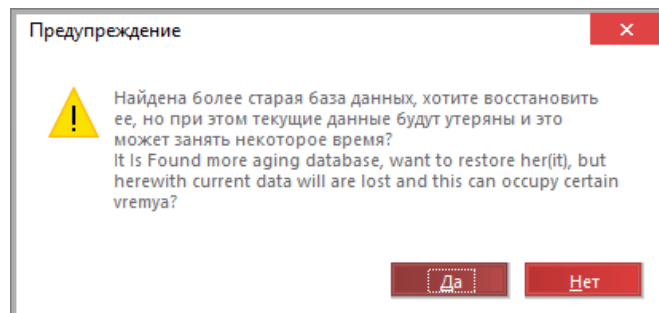 Предупреждение
Найдена более старая база данных, хотите восстановить
ее, но при этом текущие данные будут утеряны и это
может занять некоторое время?
It Is Found more aging database, want to restore her(it), but
herewith current data will are lost and this can occupy certain
vremya?
Да
Нет